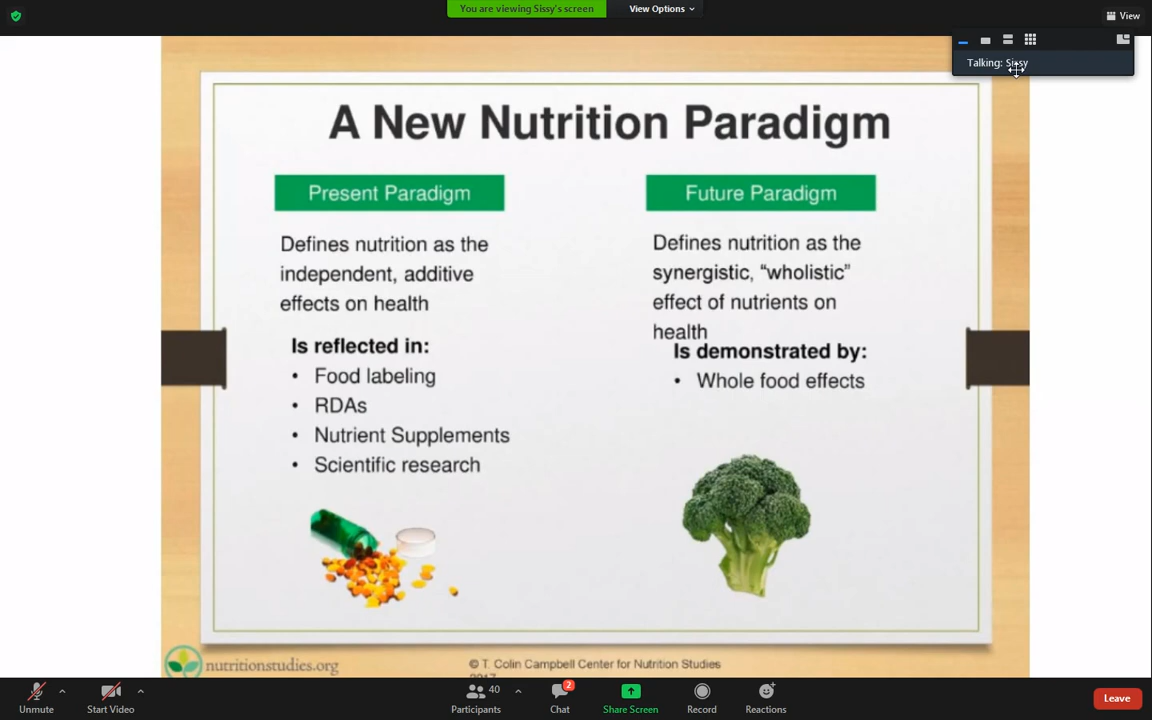 You are viewing Sissy's screen
View Options
View
Talking: Sissy
A New Nutrition Paradigm
Present Paradigm
Defines nutrition as the
independent, additive
effects on health
Is reflected in:
• Food labeling
• RDAs
• Nutrient Supplements
• Scientific research
Future Paradigm
Defines nutrition as the
synergistic, “wholistic”
effect of nutrients on
health
Is demonstrated by:
• Whole food effects
nutritionstudies.org
© T. Colin Campbell Center for Nutrition Studies
2017
Unmute
Start Video
40
Participants
2
Chat
Share Screen
Record
Reactions
Leave